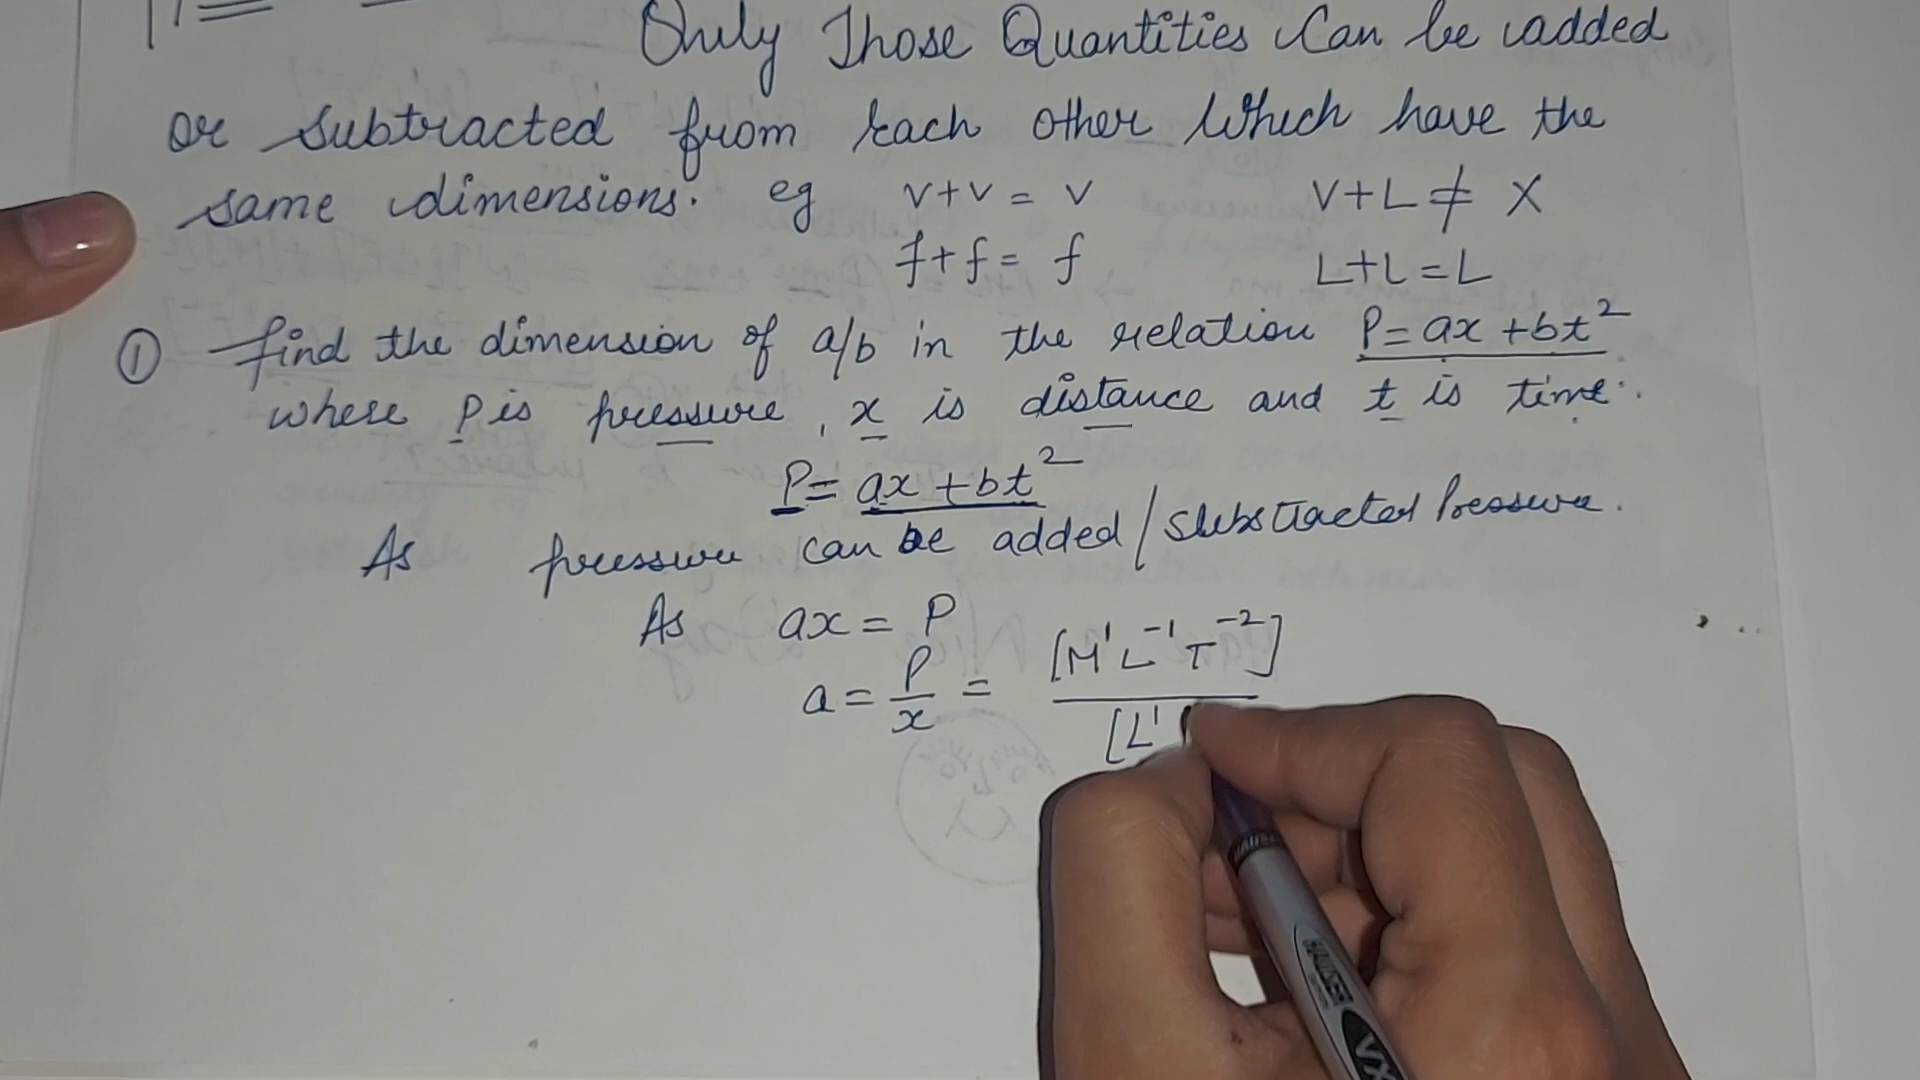 Only Those Quantities Can be added
or subtracted from each other Which have the
same dimensions. eg v+v = v V+L ≠ X
f+f = f L+L = L
① find the dimension of a/b in the relation P=ax+bt²
where P is pressure, x is distance and t is time.
P= ax+bt²
As pressure can be added/substracted Pressure.
As ax = P
a = P/x = [M¹L⁻¹T⁻²]/[L¹
HAUSER
VX